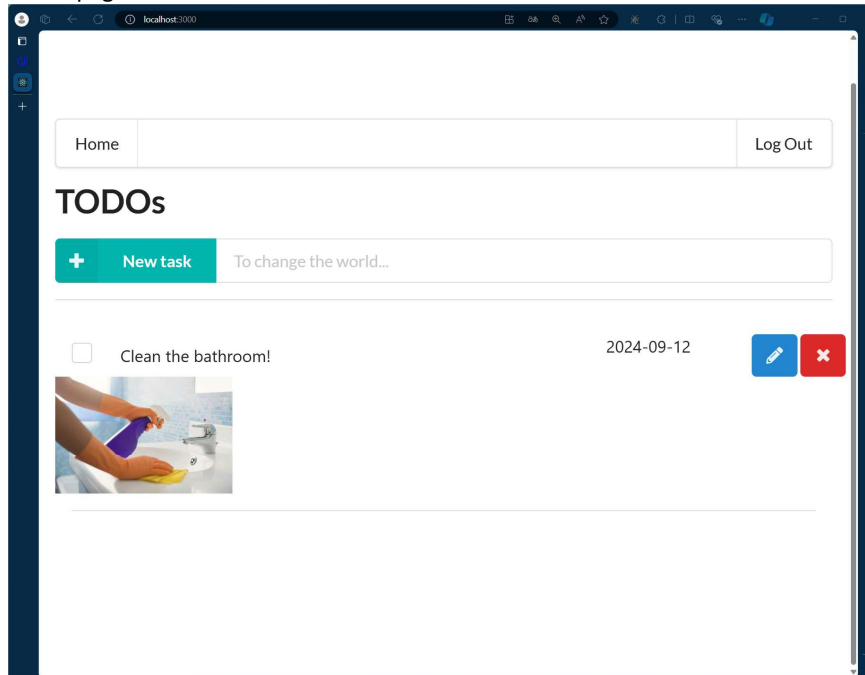 localhost:3000
Home
Log Out
TODOs
New task
To change the world...
Clean the bathroom!
2024-09-12